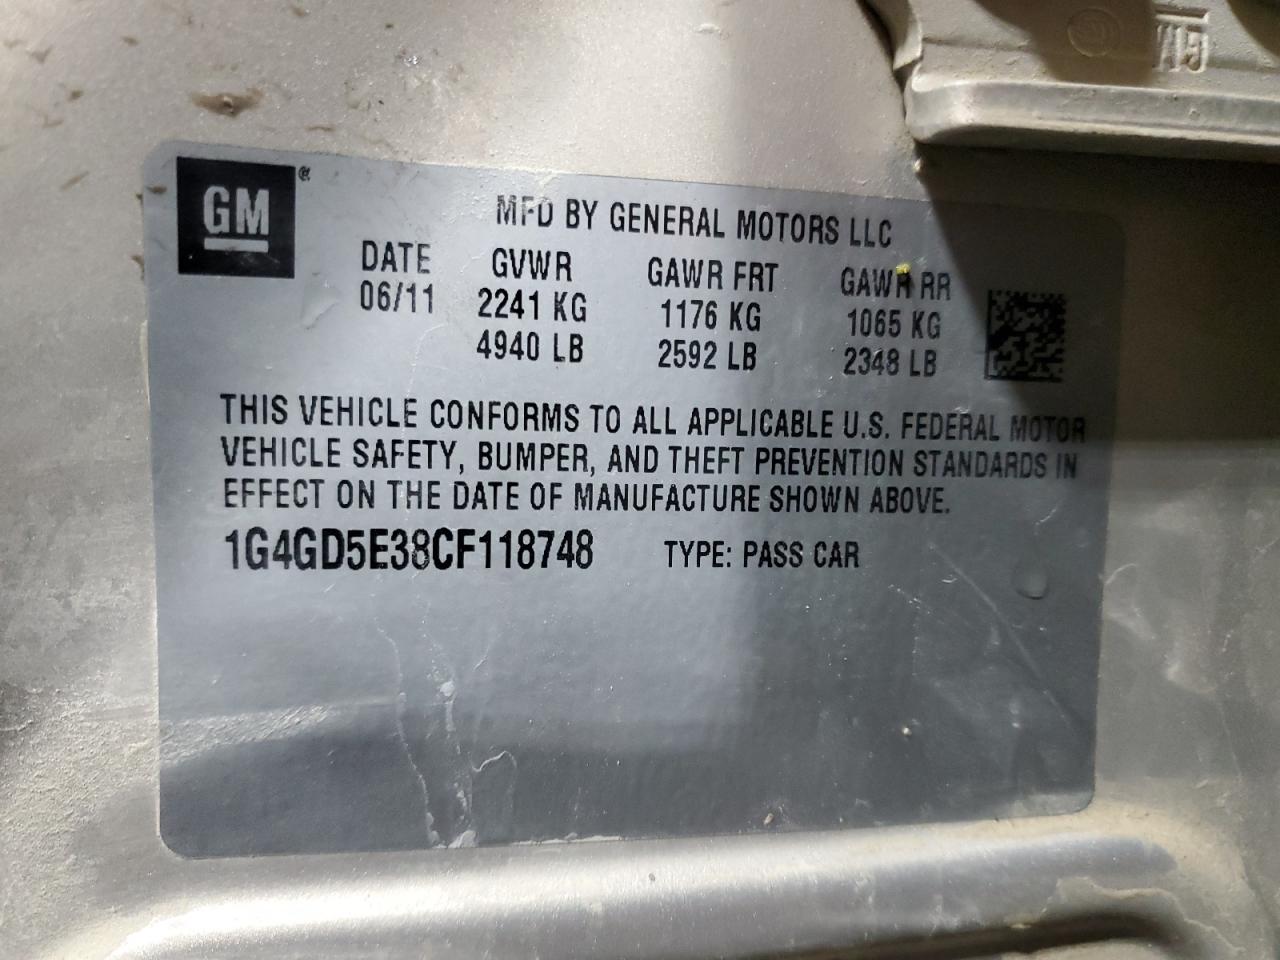 GM
MFD BY GENERAL MOTORS LLC
DATE GVWR GAWR FRT GAWR RR
06/11 2241 KG 1176 KG 1065 KG
4940 LB 2592 LB 2348 LB
THIS VEHICLE CONFORMS TO ALL APPLICABLE U.S. FEDERAL MOTOR
VEHICLE SAFETY, BUMPER, AND THEFT PREVENTION STANDARDS IN
EFFECT ON THE DATE OF MANUFACTURE SHOWN ABOVE.
1G4GD5E38CF118748 TYPE: PASS CAR